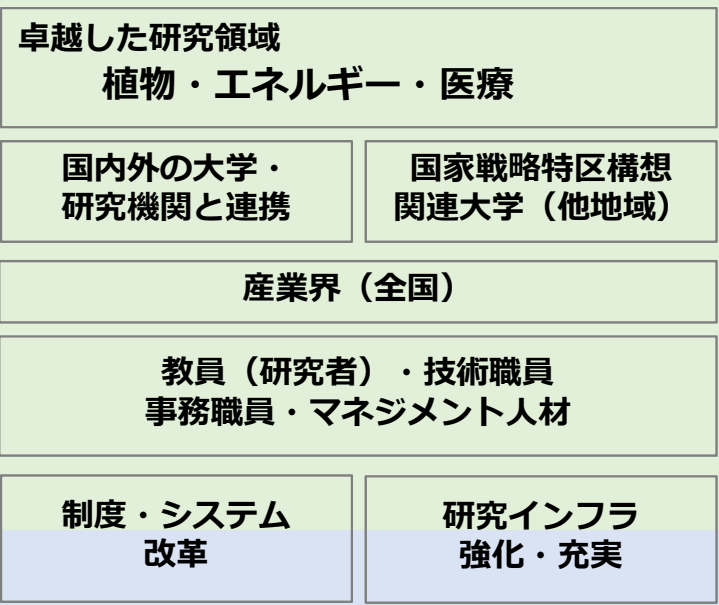 卓越した研究領域
植物・エネルギー・医療
国内外の大学・
研究機関と連携
国家戦略特区構想
関連大学（他地域）
産業界（全国）
教員（研究者）・技術職員
事務職員・マネジメント人材
制度・システム
改革
研究インフラ
強化・充実